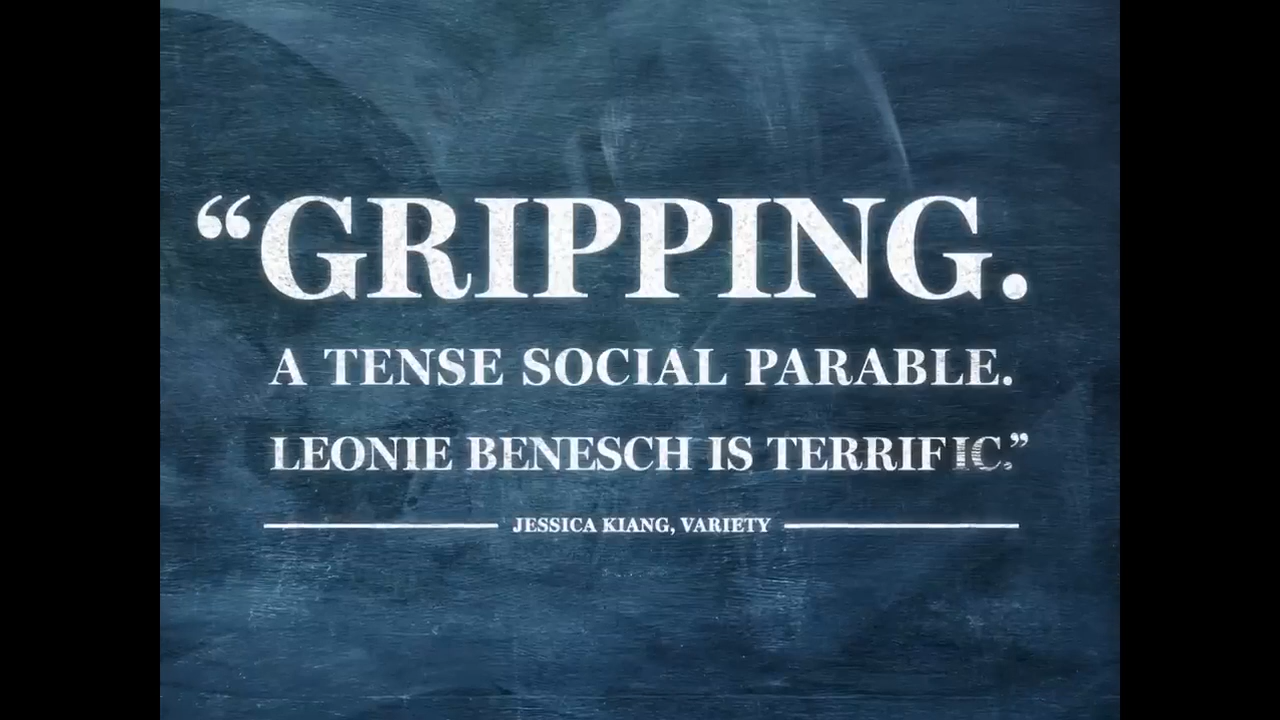 “GRIPPING.
A TENSE SOCIAL PARABLE.
LEONIE BENESCH IS TERRIFIC.”
JESSICA KIANG, VARIETY